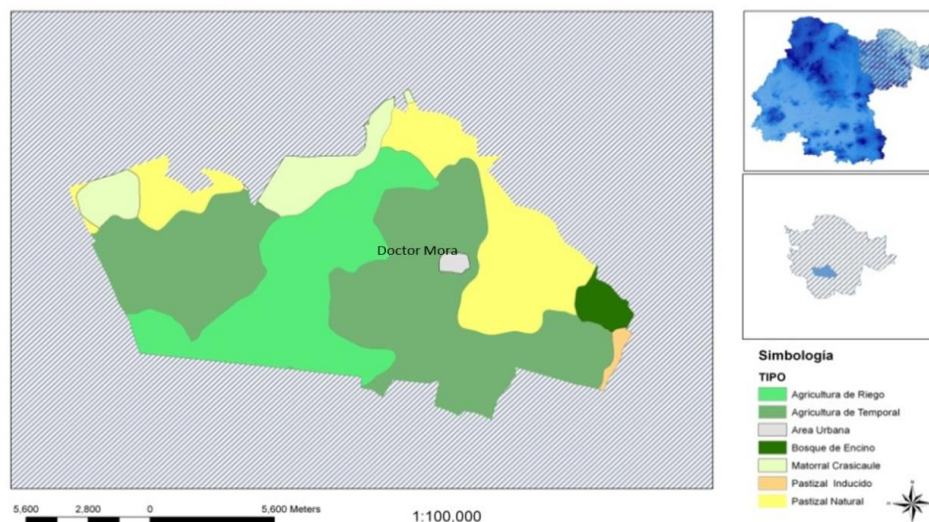 Doctor Mora
Simbología
TIPO
Agricultura de Riego
Agricultura de Temporal
Area Urbana
Bosque de Encino
Matorral Crasicaule
Pastizal Inducido
Pastizal Natural
5,600 2,800 0 5,600 Meters
1:100,000